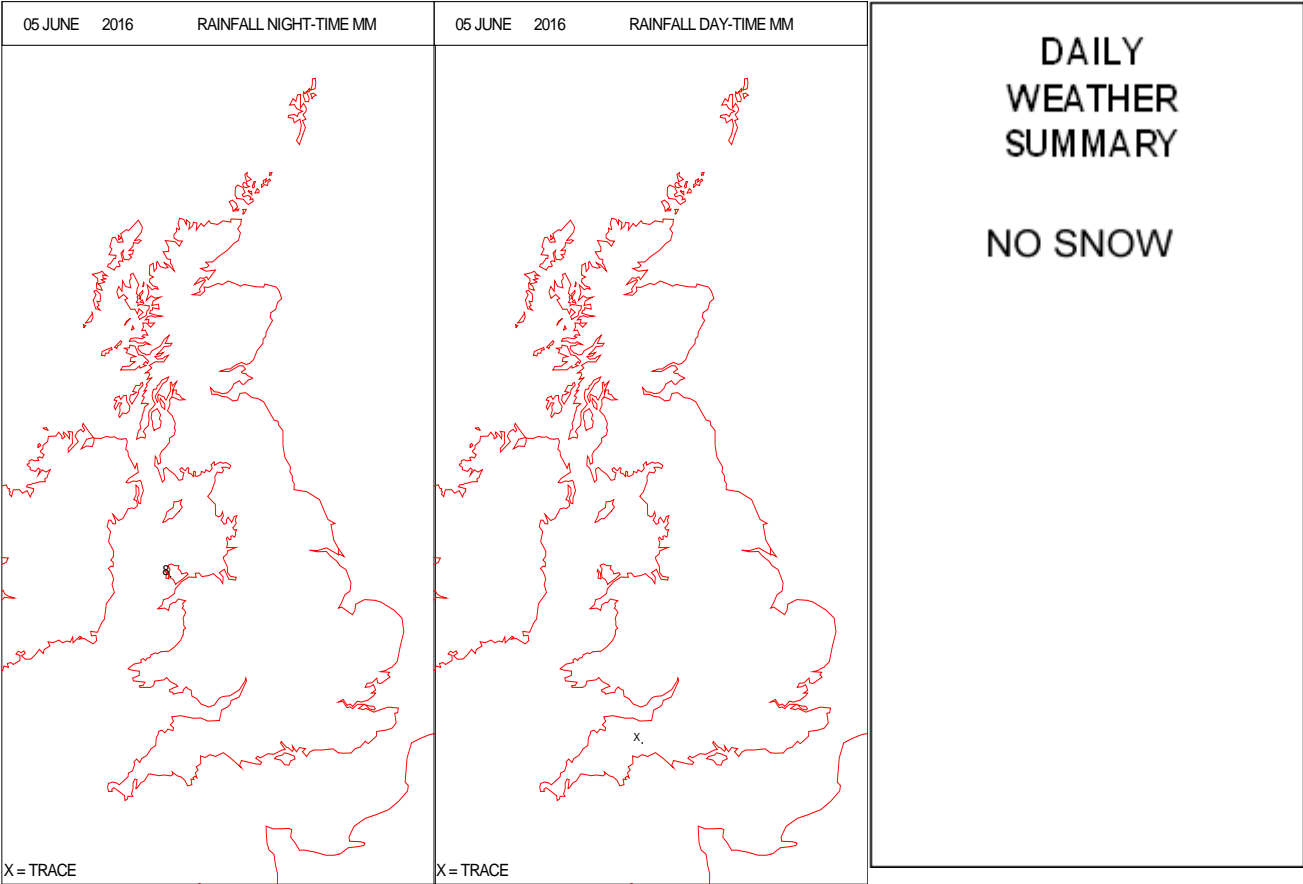 05 JUNE 2016 RAINFALL NIGHT-TIME MM
8
X = TRACE
05 JUNE 2016 RAINFALL DAY-TIME MM
X.
X = TRACE
DAILY
WEATHER
SUMMARY
NO SNOW